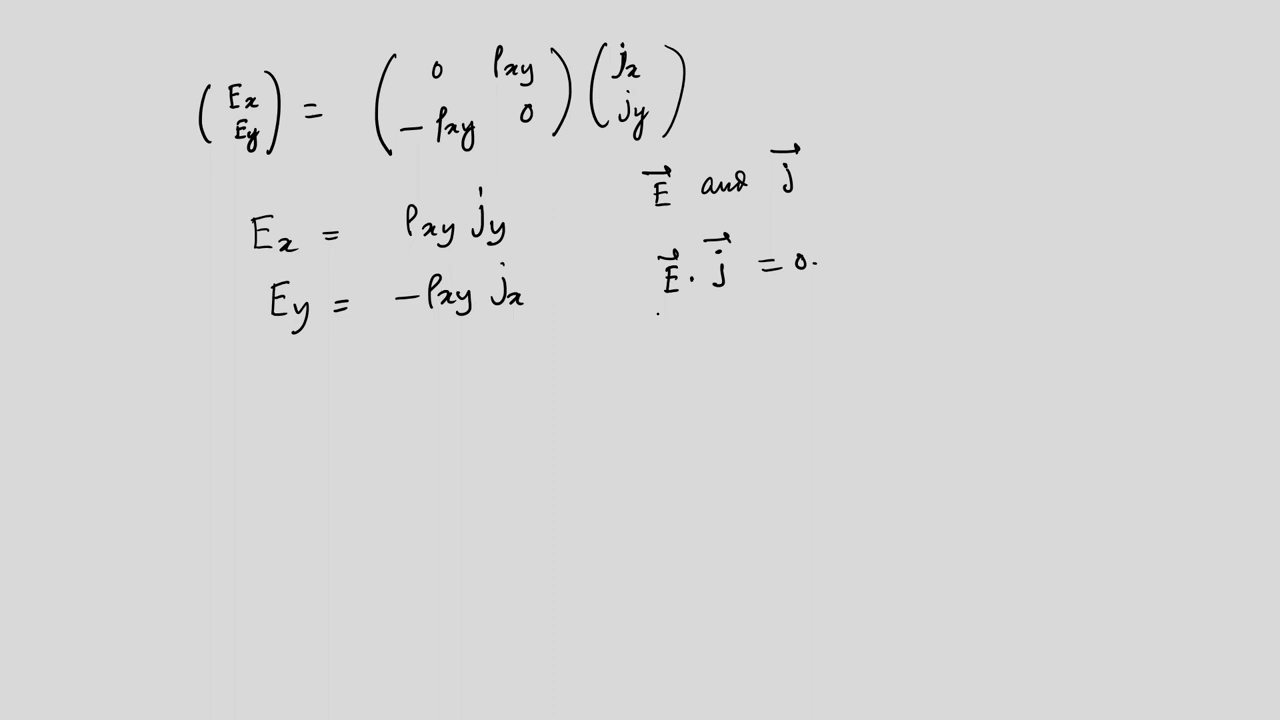 (Ex Ey) = (0 ρxy −ρxy 0) (jx jy)
E⃗ and j⃗
Ex = ρxy jy
E⃗ · j⃗ = 0.
Ey = −ρxy jx